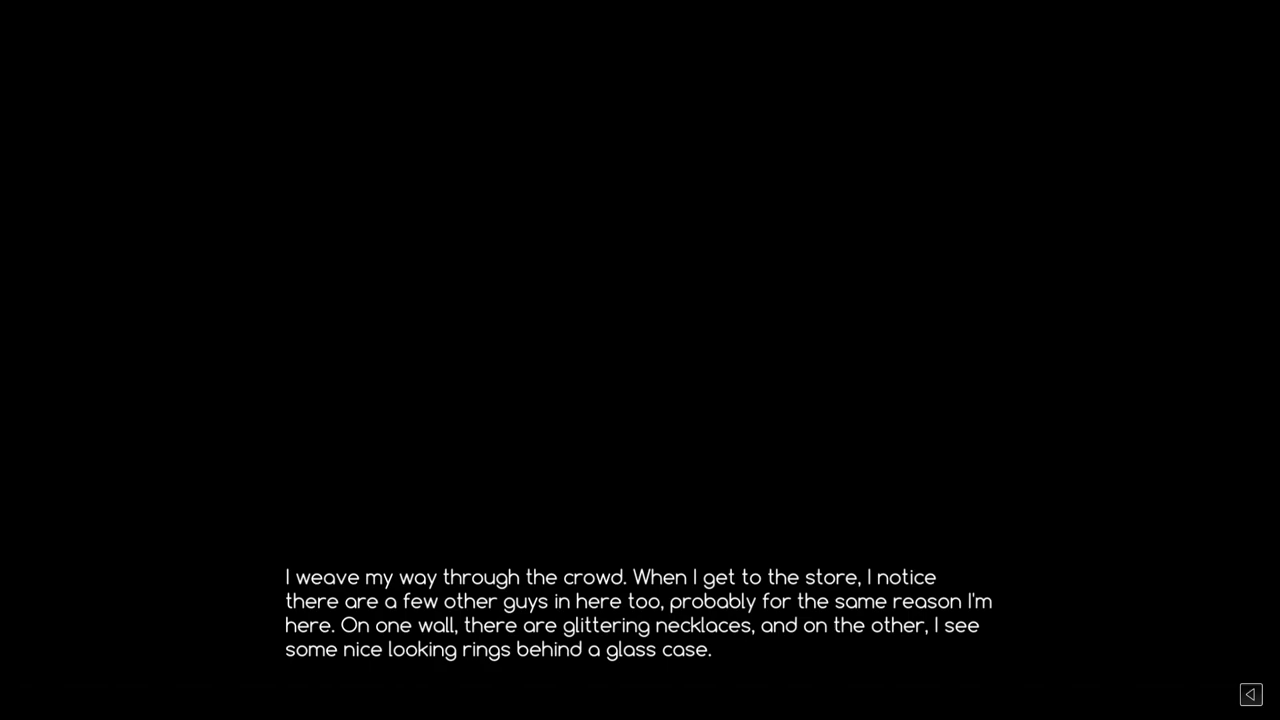 I weave my way through the crowd. When I get to the store, I notice
there are a few other guys in here too, probably for the same reason I'm
here. On one wall, there are glittering necklaces, and on the other, I see
some nice looking rings behind a glass case.